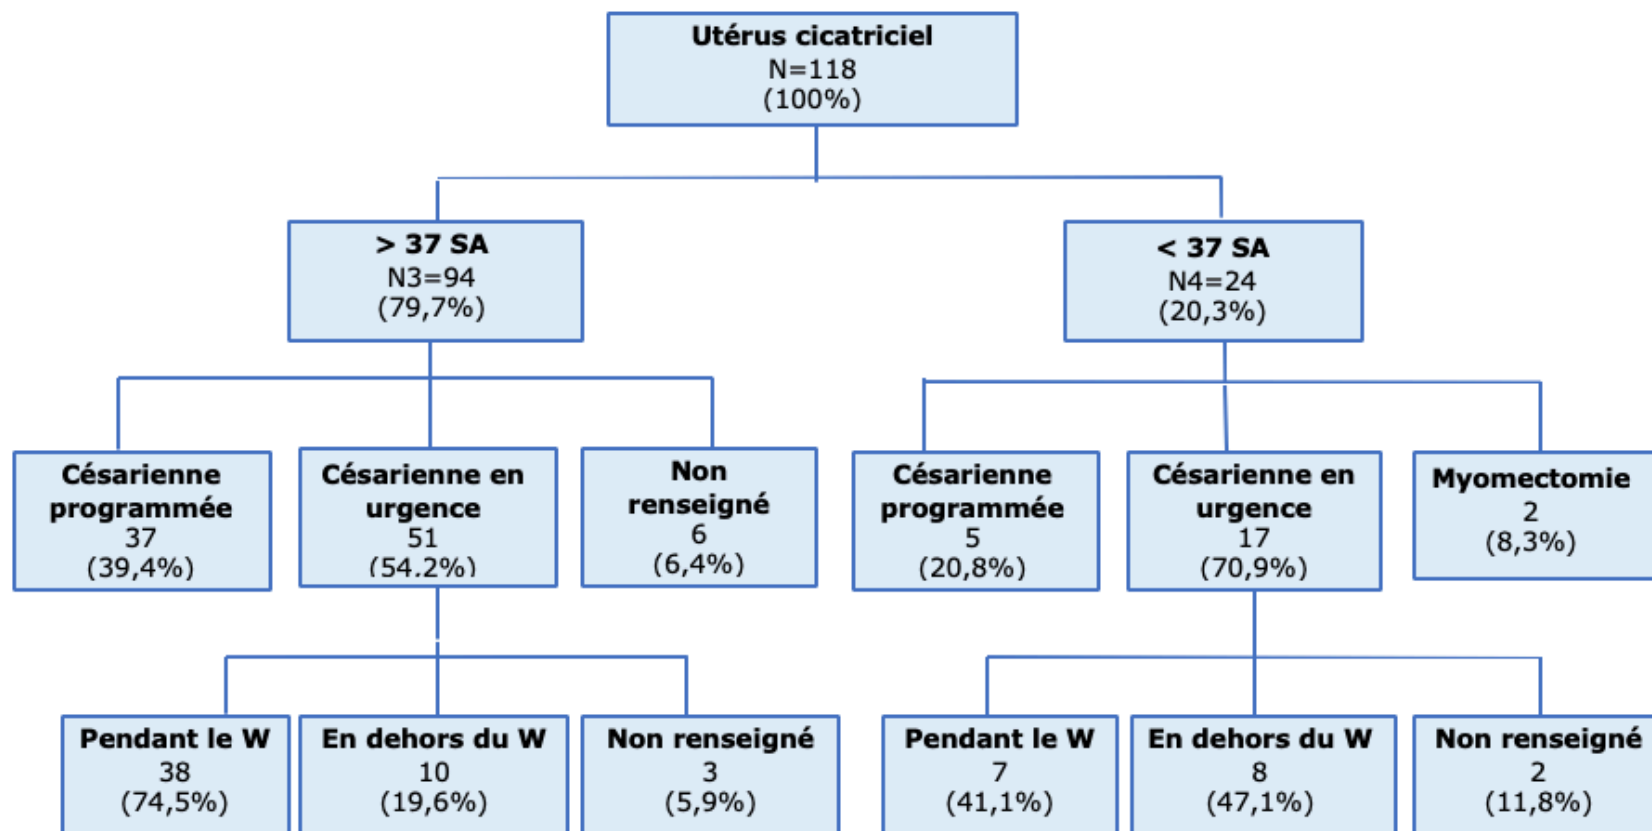 Utérus cicatriciel
N=118
(100%)
> 37 SA
N3=94
(79,7%)
< 37 SA
N4=24
(20,3%)
Césarienne
programmée
37
(39,4%)
Césarienne en
urgence
51
(54,2%)
Non
renseigné
6
(6,4%)
Césarienne
programmée
5
(20,8%)
Césarienne en
urgence
17
(70,9%)
Myomectomie
2
(8,3%)
Pendant le W
38
(74,5%)
En dehors du W
10
(19,6%)
Non renseigné
3
(5,9%)
Pendant le W
7
(41,1%)
En dehors du W
8
(47,1%)
Non renseigné
2
(11,8%)